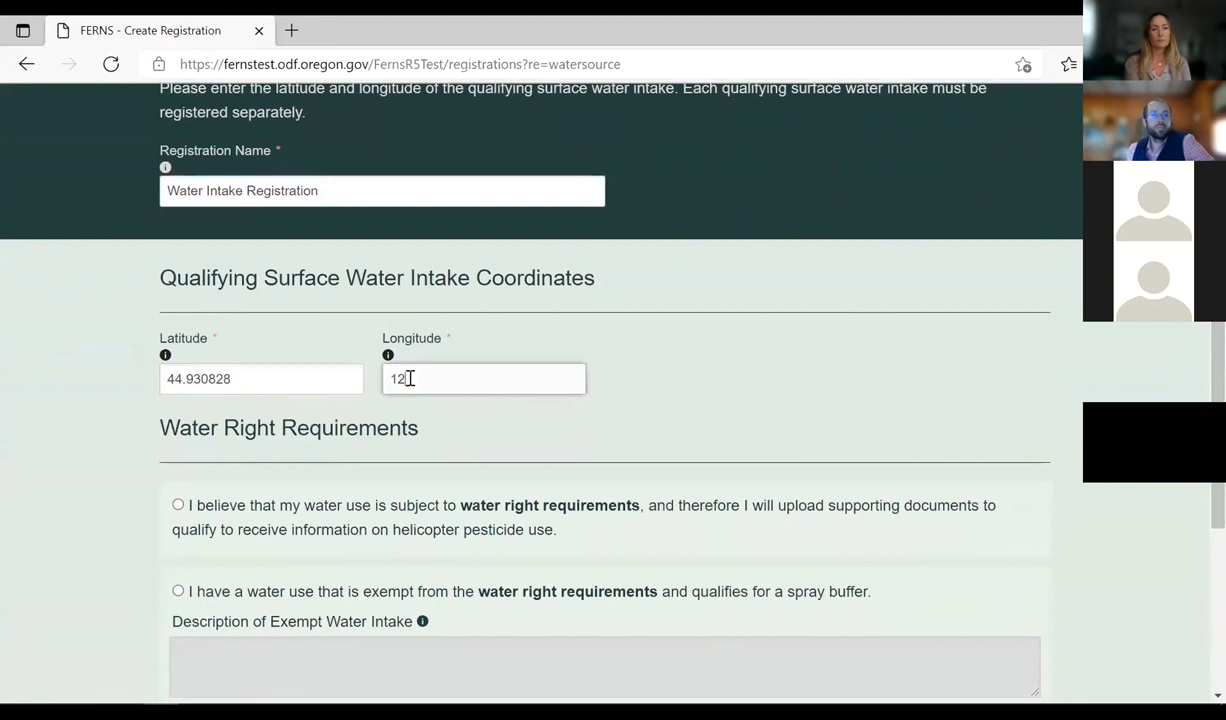 FERNS - Create Registration
https://fernstest.odf.oregon.gov/FernsR5Test/registrations?re=watersource
Please enter the latitude and longitude of the qualifying surface water intake. Each qualifying surface water intake must be
registered separately.
Registration Name *
Water Intake Registration
Qualifying Surface Water Intake Coordinates
Latitude * Longitude *
44.930828 12
Water Right Requirements
I believe that my water use is subject to water right requirements, and therefore I will upload supporting documents to
qualify to receive information on helicopter pesticide use.
I have a water use that is exempt from the water right requirements and qualifies for a spray buffer.
Description of Exempt Water Intake